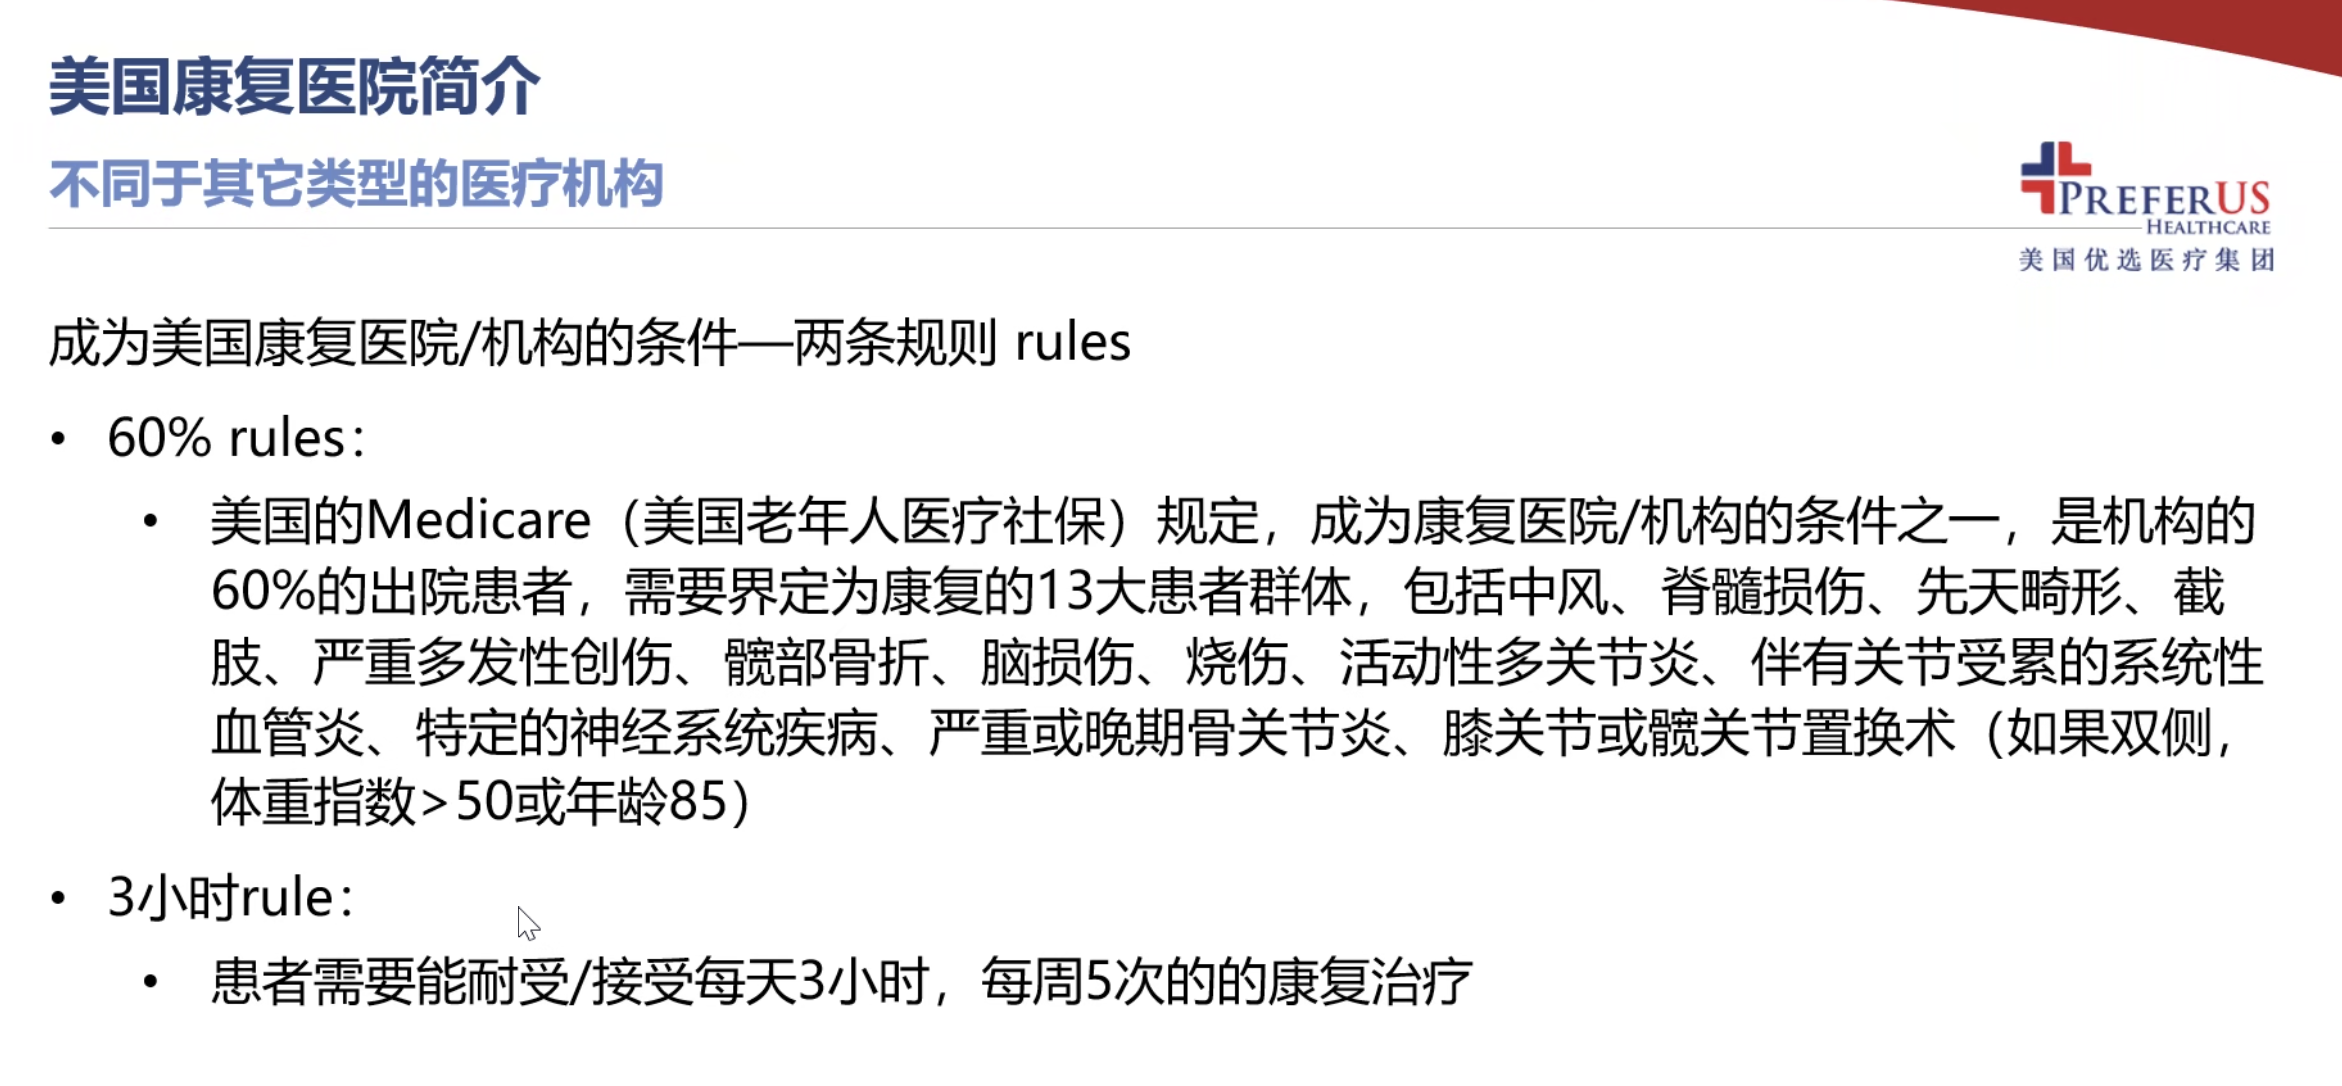 美国康复医院简介
不同于其它类型的医疗机构
PREFERUS
HEALTHCARE
美国优选医疗集团
成为美国康复医院/机构的条件—两条规则 rules
• 60% rules：
• 美国的Medicare（美国老年人医疗社保）规定，成为康复医院/机构的条件之一，是机构的
60%的出院患者，需要界定为康复的13大患者群体，包括中风、脊髓损伤、先天畸形、截
肢、严重多发性创伤、髋部骨折、脑损伤、烧伤、活动性多关节炎、伴有关节受累的系统性
血管炎、特定的神经系统疾病、严重或晚期骨关节炎、膝关节或髋关节置换术（如果双侧，
体重指数>50或年龄85）
• 3小时rule：
• 患者需要能耐受/接受每天3小时，每周5次的的康复治疗